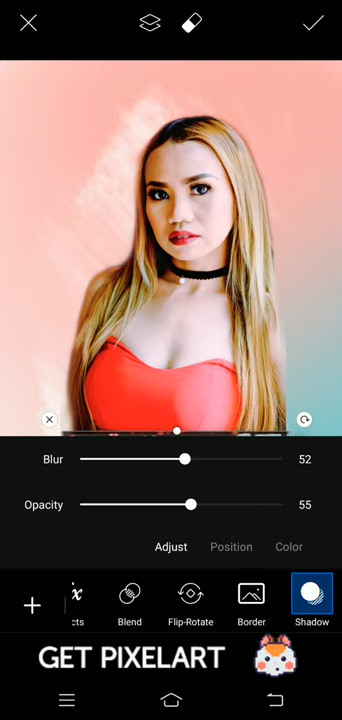 Blur 52
Opacity 55
Adjust Position Color
cts Blend Flip-Rotate Border Shadow
GET PIXELART